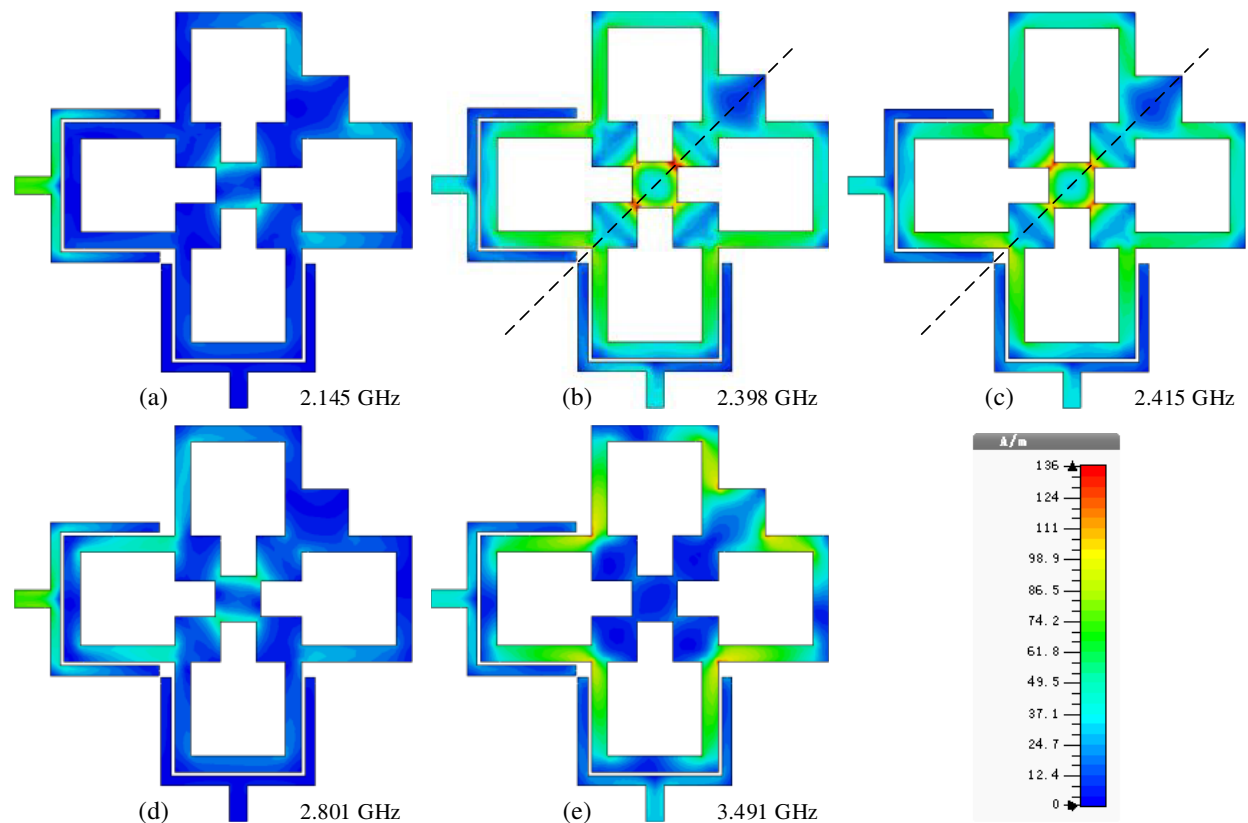 (a) 2.145 GHz
(b) 2.398 GHz
(c) 2.415 GHz
(d) 2.801 GHz
(e) 3.491 GHz
A/m
136
124
111
98.9
86.5
74.2
61.8
49.5
37.1
24.7
12.4
0